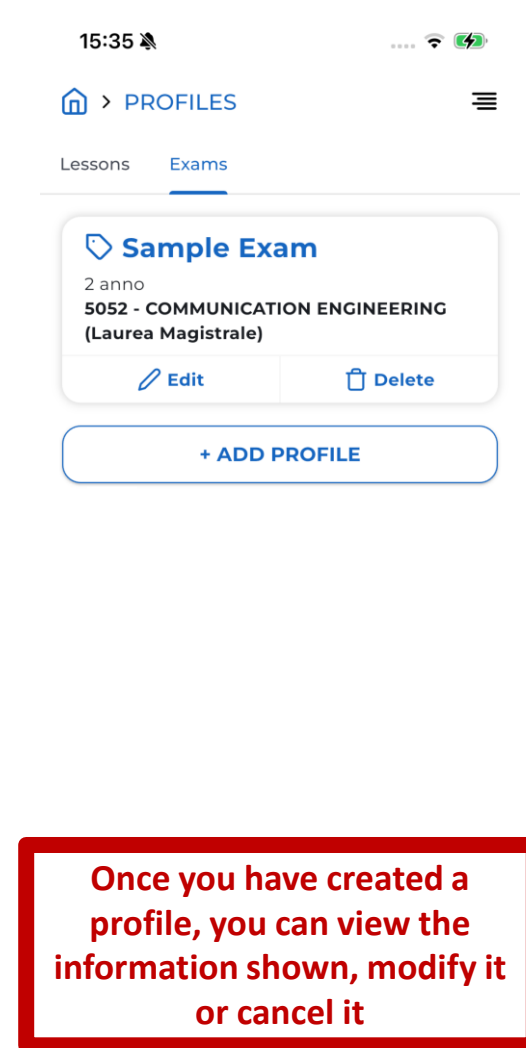 15:35
> PROFILES
Lessons Exams
Sample Exam
2 anno
5052 - COMMUNICATION ENGINEERING
(Laurea Magistrale)
Edit Delete
+ ADD PROFILE
Once you have created a
profile, you can view the
information shown, modify it
or cancel it